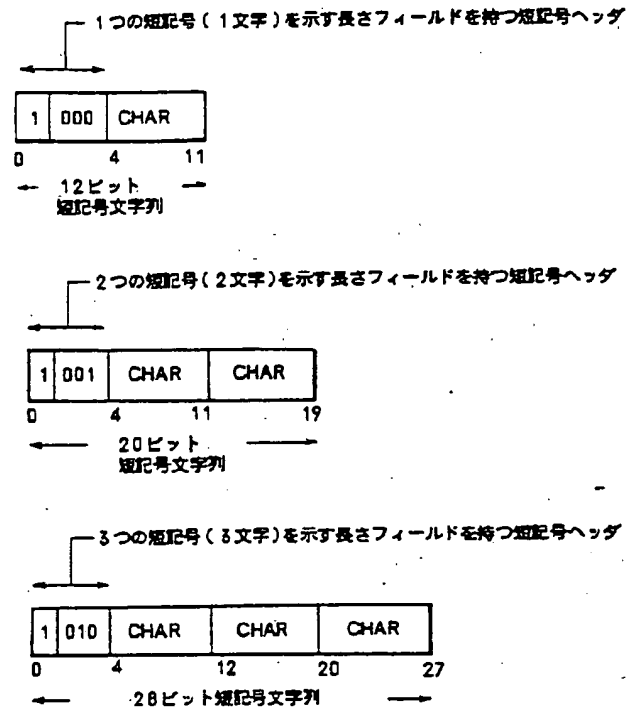 1つの短記号(1文字)を示す長さフィールドを持つ短記号ヘッダ
1 000 CHAR
0 4 11
12ビット
短記号文字列
2つの短記号(2文字)を示す長さフィールドを持つ短記号ヘッダ
1 001 CHAR CHAR
0 4 11 19
20ビット
短記号文字列
3つの短記号(3文字)を示す長さフィールドを持つ短記号ヘッダ
1 010 CHAR CHAR CHAR
0 4 12 20 27
28ビット短記号文字列